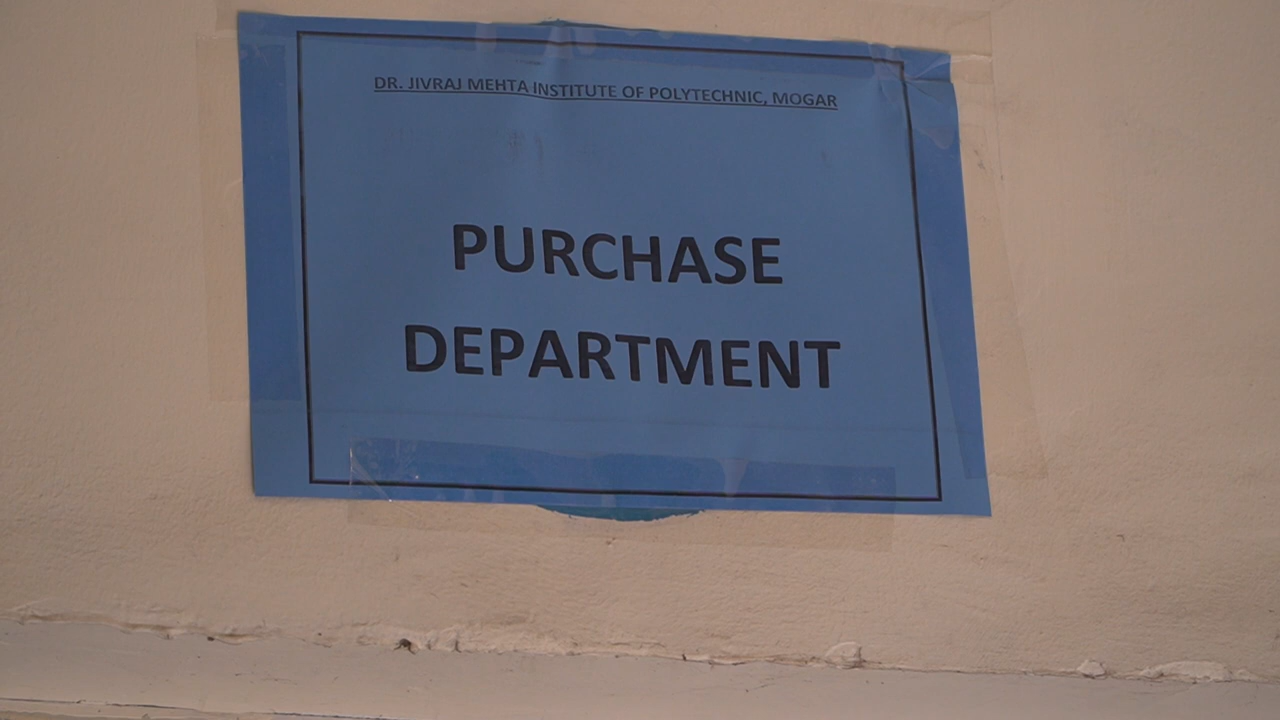 DR. JIVRAJ MEHTA INSTITUTE OF POLYTECHNIC, MOGAR
PURCHASE
DEPARTMENT